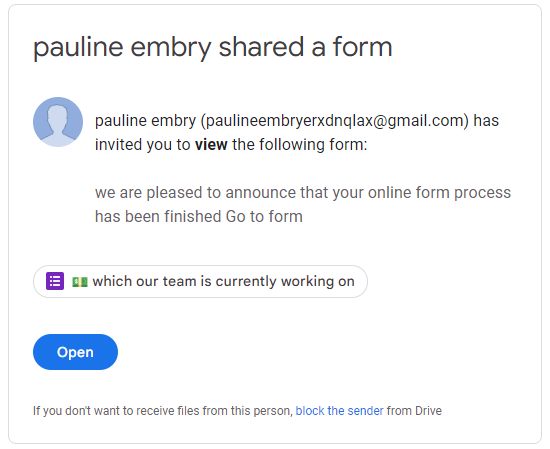 pauline embry shared a form
pauline embry (paulineembryerxdnqlax@gmail.com) has
invited you to view the following form:
we are pleased to announce that your online form process
has been finished Go to form
💵 which our team is currently working on
Open
If you don't want to receive files from this person, block the sender from Drive